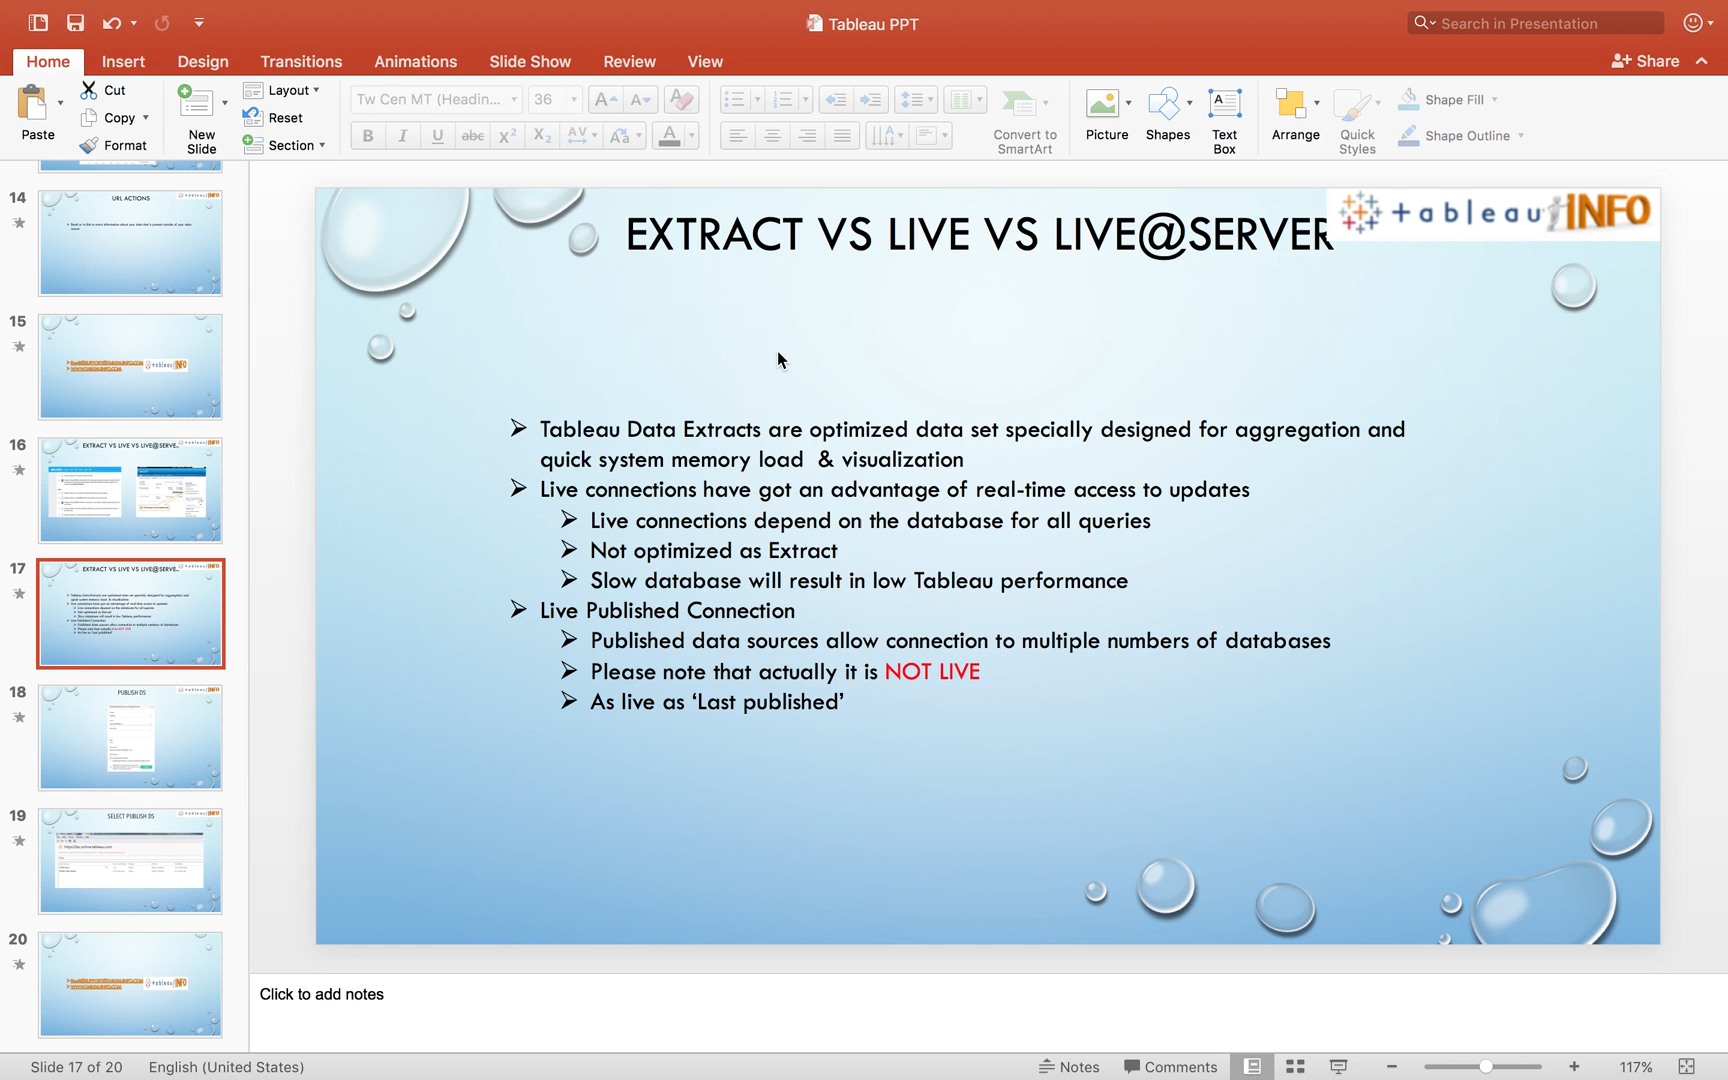 Tableau PPT
Search in Presentation
Home Insert Design Transitions Animations Slide Show Review View
Share
Paste
Cut
Copy
Format
New Slide
Layout
Reset
Section
Tw Cen MT (Headin... 36
Convert to SmartArt
Picture
Shapes
Text Box
Arrange
Quick Styles
Shape Fill
Shape Outline
14
URL ACTIONS
15
16
EXTRACT VS LIVE VS LIVE@SERVE
17
EXTRACT VS LIVE VS LIVE@SERVE
18
PUBLISH DS
19
SELECT PUBLISH DS
20
EXTRACT VS LIVE VS LIVE@SERVER
+ableau INFO
➢ Tableau Data Extracts are optimized data set specially designed for aggregation and
quick system memory load & visualization
➢ Live connections have got an advantage of real-time access to updates
➢ Live connections depend on the database for all queries
➢ Not optimized as Extract
➢ Slow database will result in low Tableau performance
➢ Live Published Connection
➢ Published data sources allow connection to multiple numbers of databases
➢ Please note that actually it is NOT LIVE
➢ As live as ‘Last published’
Click to add notes
Slide 17 of 20 English (United States)
Notes Comments 117%